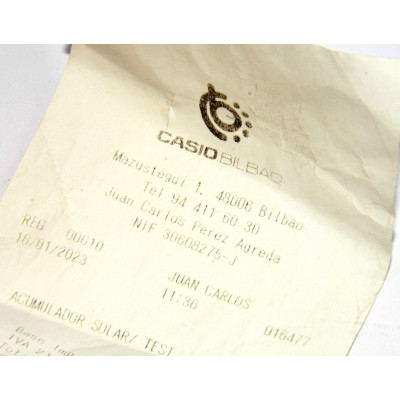 CASIO BILBAO
Mazustegui 1, 48006 Bilbao
Tel 94 411 60 30
Juan Carlos Perez Agreda
NIF 30608275-J
REG 00010
JUAN CARLOS
16/01/2023
11:36
016477
ACUMULADOR SOLAR/ TEST